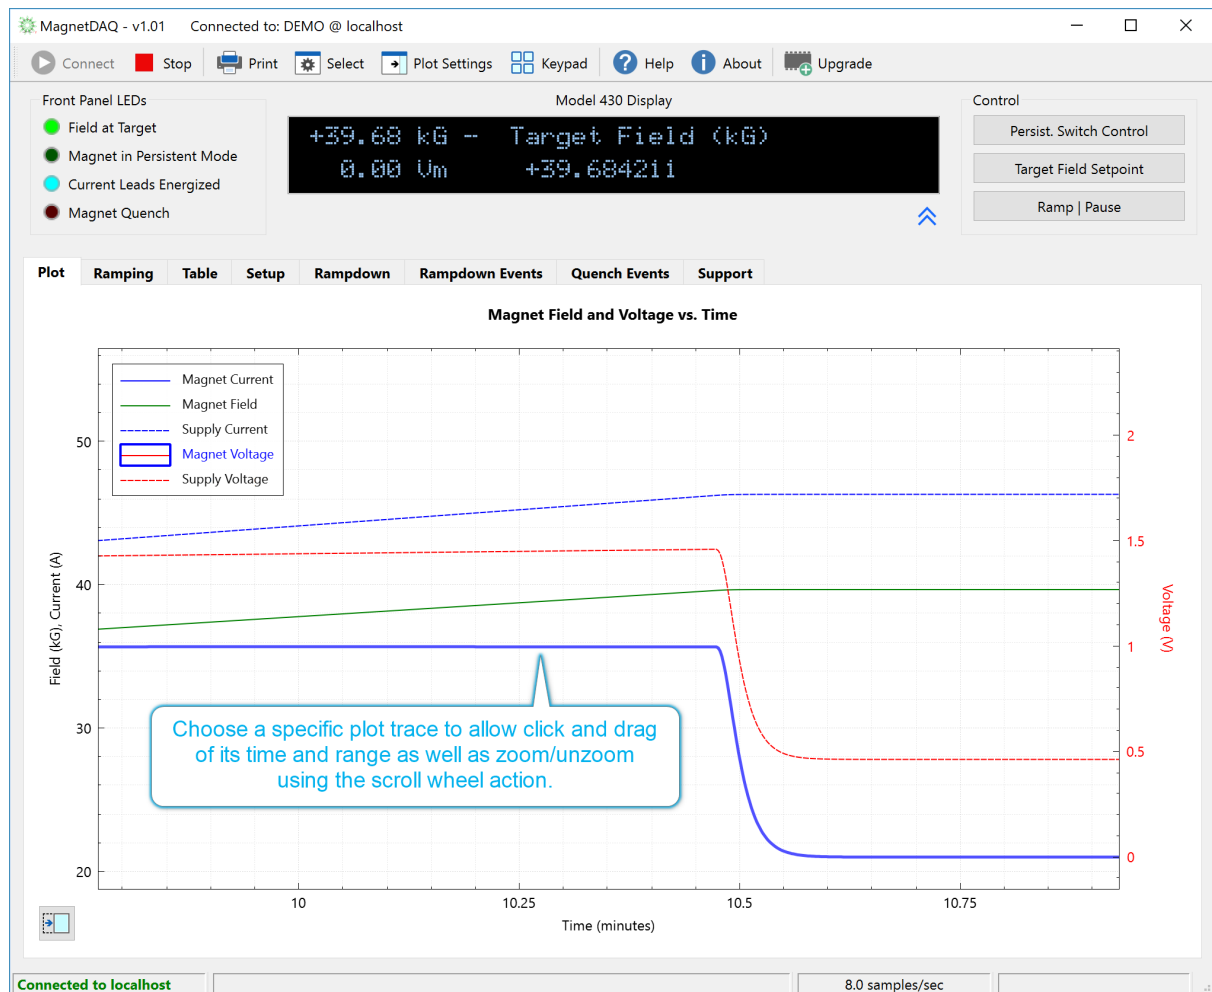 MagnetDAQ - v1.01 Connected to: DEMO @ localhost
Connect Stop Print Select Plot Settings Keypad Help About Upgrade
Front Panel LEDs
Field at Target
Magnet in Persistent Mode
Current Leads Energized
Magnet Quench
Model 430 Display
+39.68 kG - Target Field (kG)
0.00 Vm +39.684211
Control
Persist. Switch Control
Target Field Setpoint
Ramp | Pause
Plot Ramping Table Setup Rampdown Rampdown Events Quench Events Support
Magnet Field and Voltage vs. Time
Magnet Current
Magnet Field
Supply Current
Magnet Voltage
Supply Voltage
Field (kG), Current (A)
50
40
30
20
2
1.5
1
0.5
0
Voltage (V)
Choose a specific plot trace to allow click and drag
of its time and range as well as zoom/unzoom
using the scroll wheel action.
10 10.25 10.5 10.75
Time (minutes)
Connected to localhost 8.0 samples/sec